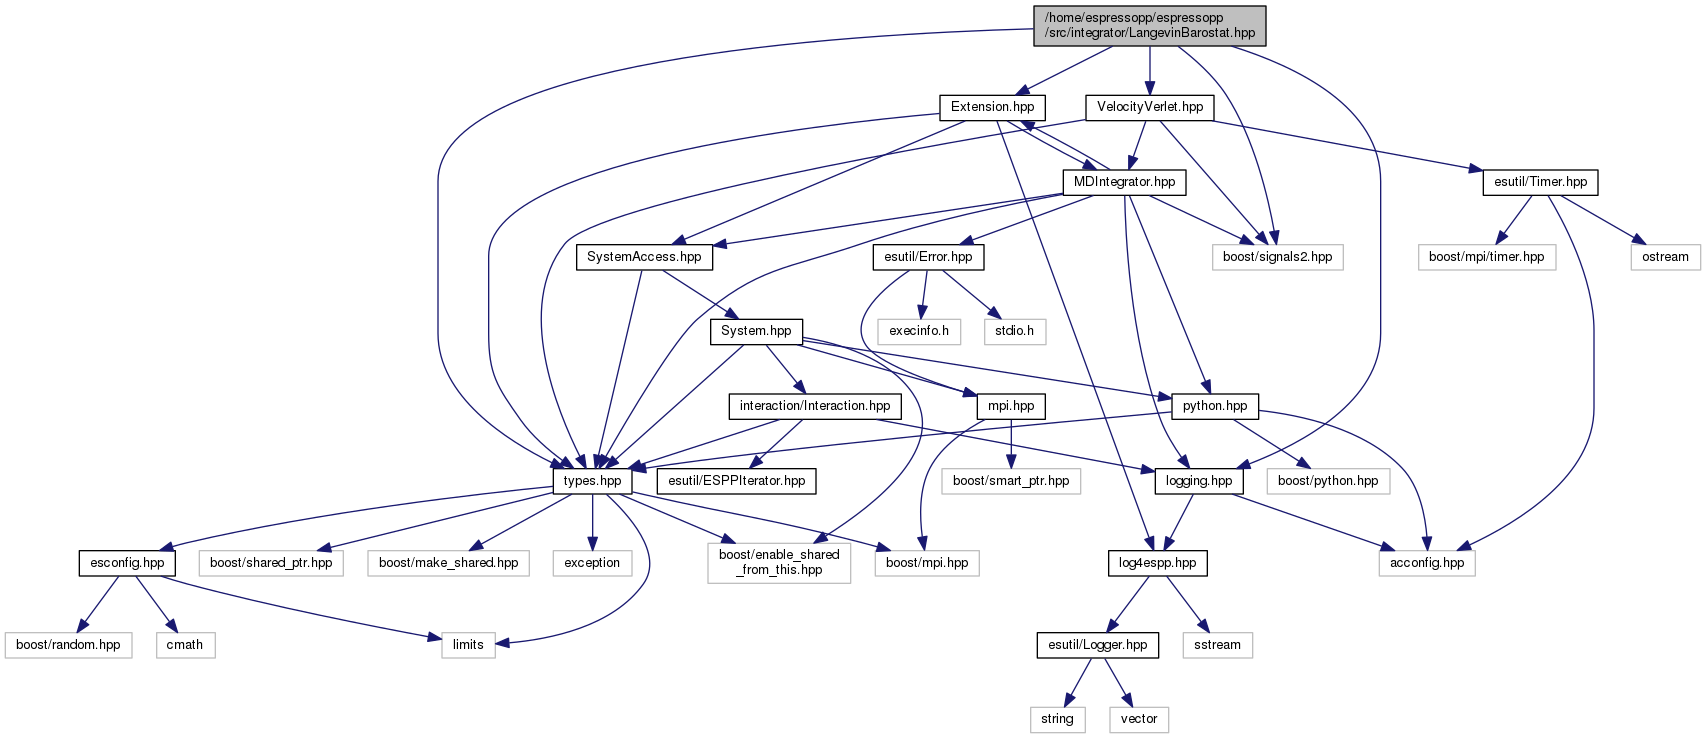 /home/espressopp/espressopp
/src/integrator/LangevinBarostat.hpp
Extension.hpp
VelocityVerlet.hpp
MDIntegrator.hpp
esutil/Timer.hpp
SystemAccess.hpp
esutil/Error.hpp
boost/signals2.hpp
boost/mpi/timer.hpp
ostream
System.hpp
execinfo.h
stdio.h
interaction/Interaction.hpp
mpi.hpp
python.hpp
types.hpp
esutil/ESPPIterator.hpp
boost/smart_ptr.hpp
logging.hpp
boost/python.hpp
esconfig.hpp
boost/shared_ptr.hpp
boost/make_shared.hpp
exception
boost/enable_shared
_from_this.hpp
boost/mpi.hpp
log4espp.hpp
acconfig.hpp
boost/random.hpp
cmath
limits
esutil/Logger.hpp
sstream
string
vector